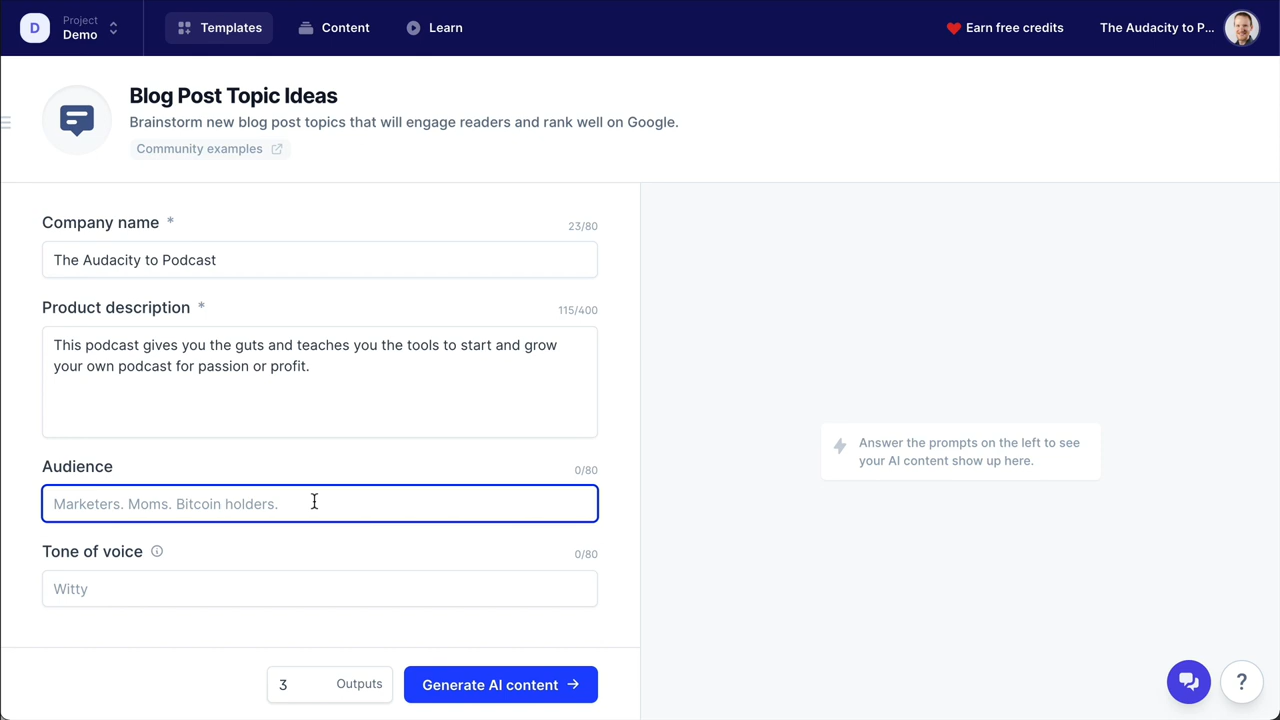 D
Project
Demo
Templates
Content
Learn
Earn free credits
The Audacity to P...
Blog Post Topic Ideas
Brainstorm new blog post topics that will engage readers and rank well on Google.
Community examples
Company name *
23/80
The Audacity to Podcast
Product description *
115/400
This podcast gives you the guts and teaches you the tools to start and grow
your own podcast for passion or profit.
Audience
0/80
Marketers. Moms. Bitcoin holders.
Tone of voice
0/80
Witty
3
Outputs
Generate AI content →
Answer the prompts on the left to see
your AI content show up here.
?